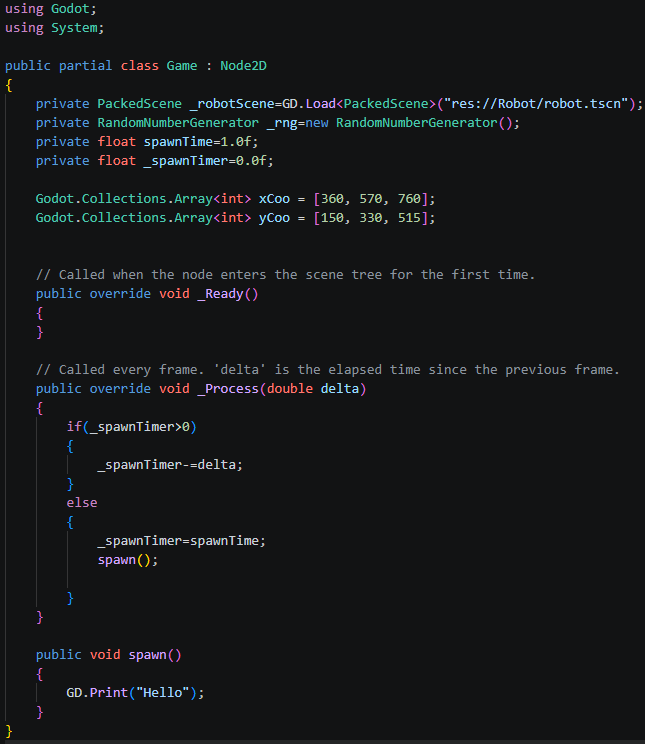 using Godot;
using System;

public partial class Game : Node2D
{
    private PackedScene _robotScene=GD.Load<PackedScene>("res://Robot/robot.tscn");
    private RandomNumberGenerator _rng=new RandomNumberGenerator();
    private float spawnTime=1.0f;
    private float _spawnTimer=0.0f;

    Godot.Collections.Array<int> xCoo = [360, 570, 760];
    Godot.Collections.Array<int> yCoo = [150, 330, 515];


    // Called when the node enters the scene tree for the first time.
    public override void _Ready()
    {
    }

    // Called every frame. 'delta' is the elapsed time since the previous frame.
    public override void _Process(double delta)
    {
        if(_spawnTimer>0)
        {
            _spawnTimer-=delta;
        }
        else
        {
            _spawnTimer=spawnTime;
            spawn();

        }
    }

    public void spawn()
    {
        GD.Print("Hello");
    }
}